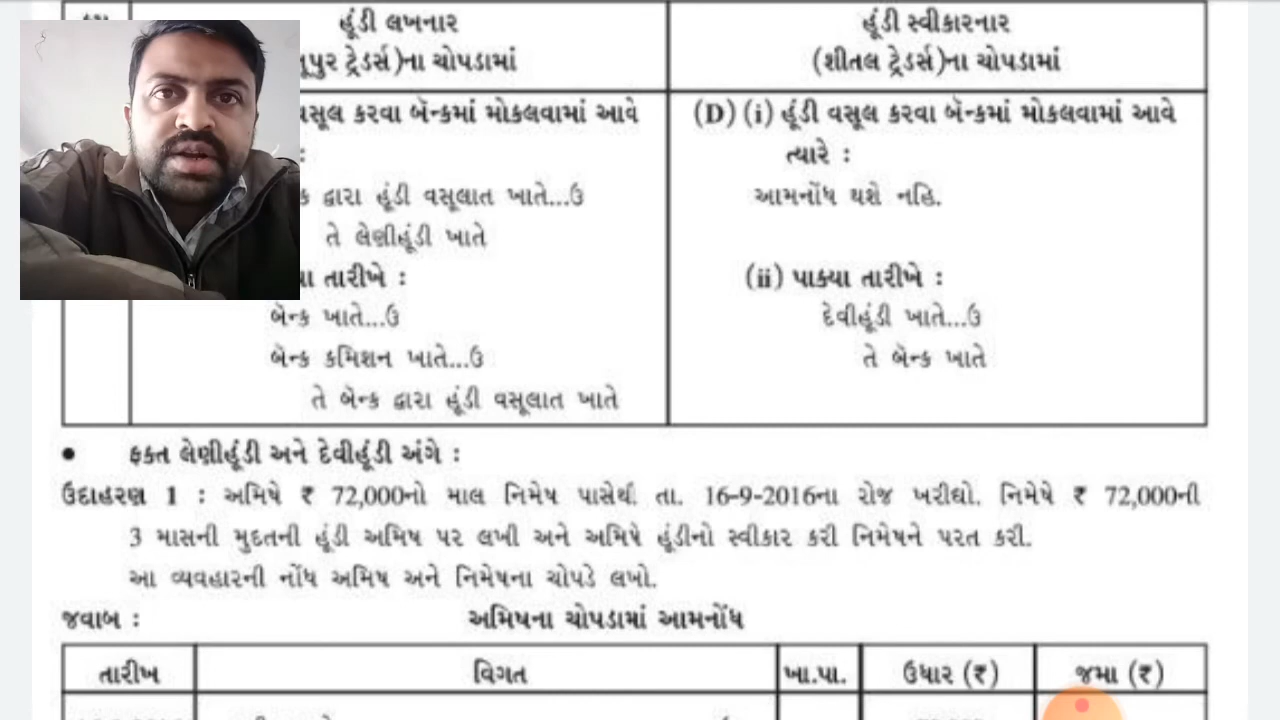 હૂંડી લખનાર
હૂંડી સ્વીકારનાર
ટ્રેડર્સ)ના ચોપડામાં
(શીતલ ટ્રેડર્સ)ના ચોપડામાં
વસૂલ કરવા બૅન્કમાં મોકલવામાં આવે
(D) (i) હૂંડી વસૂલ કરવા બૅન્કમાં મોકલવામાં આવે
:
ત્યારે :
દ્વારા હૂંડી વસૂલાત ખાતે...ઉ
આમનોંધ થશે નહિ.
તે લેણીહૂંડી ખાતે
તારીખે :
(ii) પાક્યા તારીખે :
બૅન્ક ખાતે...ઉ
દેવીહૂંડી ખાતે...ઉ
બૅન્ક કમિશન ખાતે...ઉ
તે બૅન્ક ખાતે
તે બૅન્ક દ્વારા હૂંડી વસૂલાત ખાતે
• ફક્ત લેણીહૂંડી અને દેવીહૂંડી અંગે :
ઉદાહરણ 1 : અમિષે ₹ 72,000નો માલ નિમેષ પાસેથી તા. 16-9-2016ના રોજ ખરીદ્યો. નિમેષે ₹ 72,000ની
3 માસની મુદતની હૂંડી અમિષ પર લખી અને અમિષે હૂંડીનો સ્વીકાર કરી નિમેષને પરત કરી.
આ વ્યવહારની નોંધ અમિષ અને નિમેષના ચોપડે લખો.
જવાબ : અમિષના ચોપડામાં આમનોંધ
તારીખ વિગત ખા.પા. ઉધાર (₹) જમા (₹)